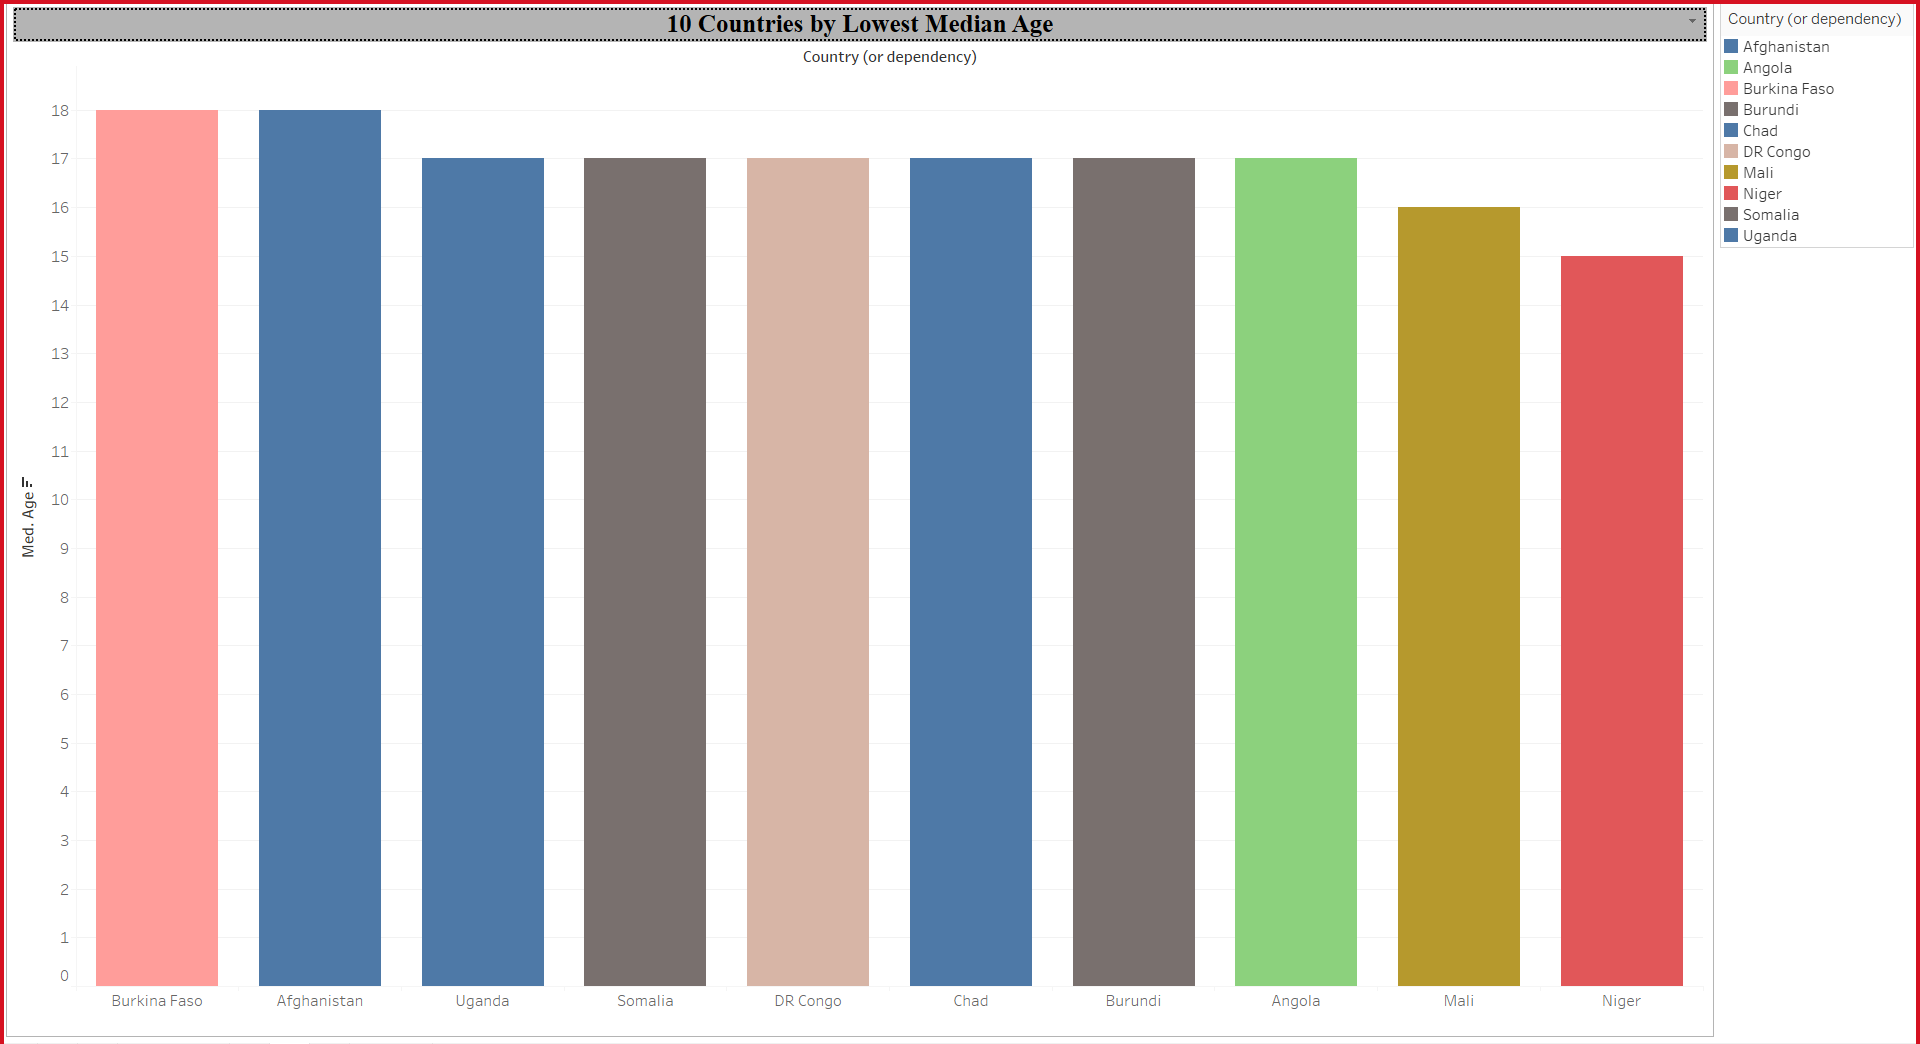 10 Countries by Lowest Median Age
Country (or dependency)
18
17
16
15
14
13
12
11
10
9
8
7
6
5
4
3
2
1
0
Med. Age
Burkina Faso Afghanistan Uganda Somalia DR Congo Chad Burundi Angola Mali Niger
Country (or dependency)
Afghanistan
Angola
Burkina Faso
Burundi
Chad
DR Congo
Mali
Niger
Somalia
Uganda